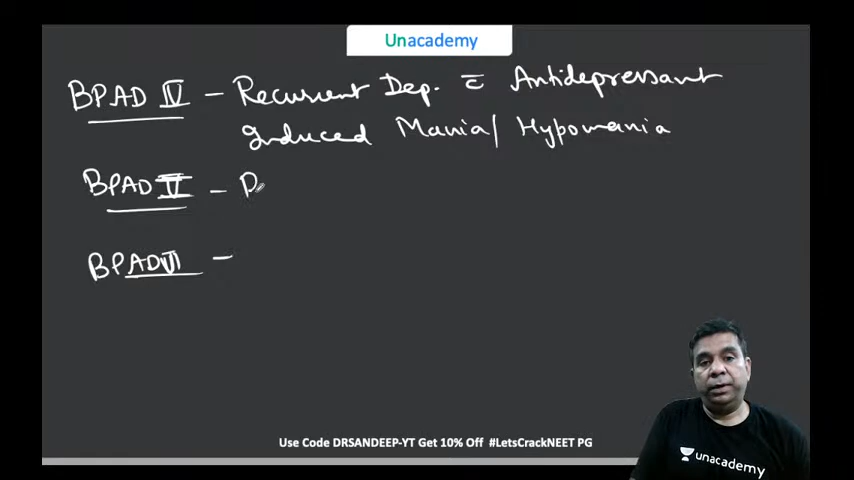 Unacademy
BPAD IV - Recurrent Dep. c̄ Antidepressant
Induced Mania/ Hypomania
BPAD V - D
BPAD VI -
unacademy
Use Code DRSANDEEP-YT Get 10% Off #LetsCrackNEET PG